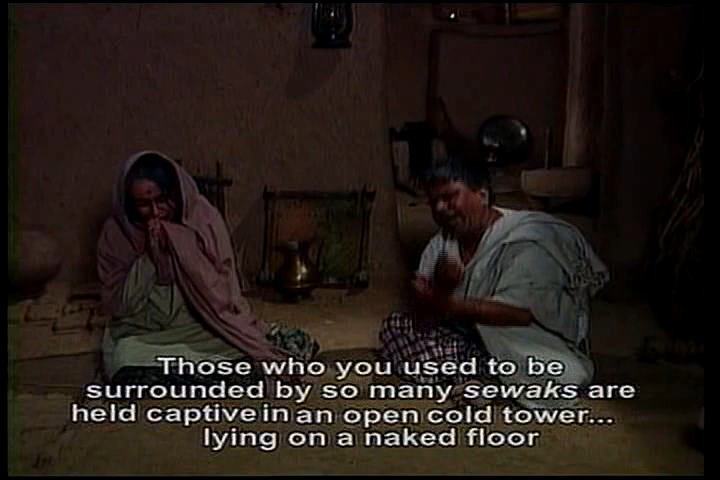 Those who you used to be
surrounded by so many sewaks are
held captive in an open cold tower...
lying on a naked floor